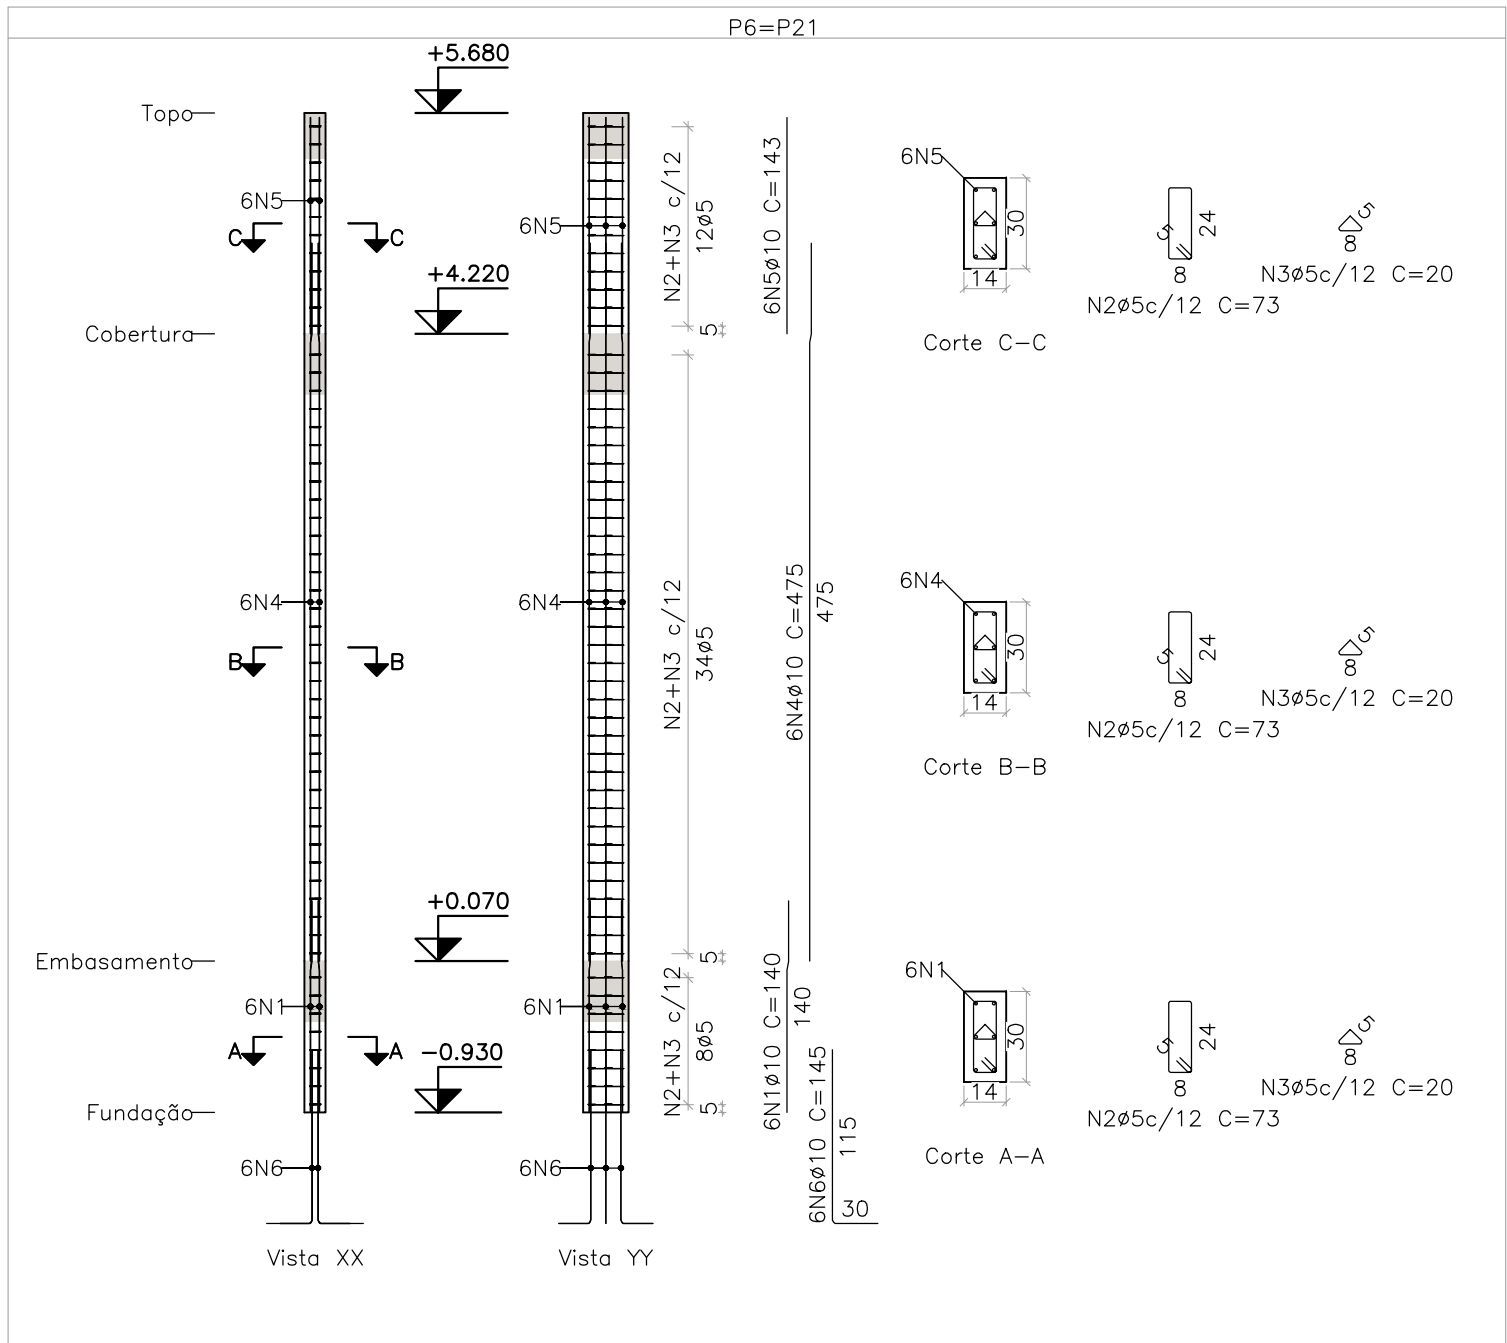 P6=P21
+5.680
Topo
6N5
C
C
+4.220
Cobertura
6N4
B
B
+0.070
Embasamento
6N1
A
A
-0.930
Fundação
6N6
Vista XX
6N5
6N4
6N1
6N6
Vista YY
N2+N3 c/12
12ø5
5
N2+N3 c/12
34ø5
5
N2+N3 c/12
8ø5
5
6N5ø10 C=143
6N4ø10 C=475
475
6N1ø10 C=140
140
6N6ø10 C=145
115
30
6N5
30
14
Corte C-C
5
24
8
N2ø5c/12 C=73
5
8
N3ø5c/12 C=20
6N4
30
14
Corte B-B
5
24
8
N2ø5c/12 C=73
5
8
N3ø5c/12 C=20
6N1
30
14
Corte A-A
5
24
8
N2ø5c/12 C=73
5
8
N3ø5c/12 C=20